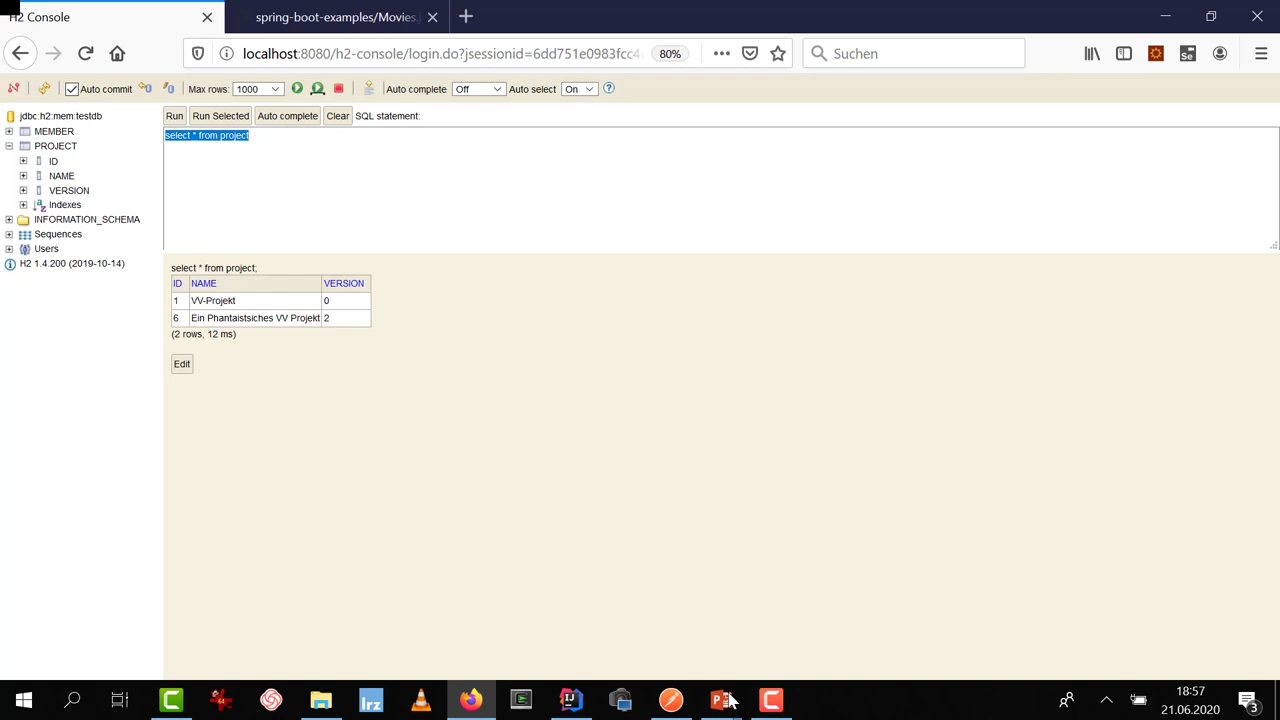 H2 Console
spring-boot-examples/Movies.
localhost:8080/h2-console/login.do?jsessionid=6dd751e0983fcc4
80%
Suchen
Auto commit
Max rows: 1000
Auto complete Off
Auto select On
jdbc:h2:mem:testdb
MEMBER
PROJECT
ID
NAME
VERSION
Indexes
INFORMATION_SCHEMA
Sequences
Users
H2 1.4.200 (2019-10-14)
Run Run Selected Auto complete Clear SQL statement:
select * from project
select * from project;
ID NAME VERSION
1 VV-Projekt 0
6 Ein Phantaistsiches VV Projekt 2
(2 rows, 12 ms)
Edit
lrz
18:57
21.06.2020
3